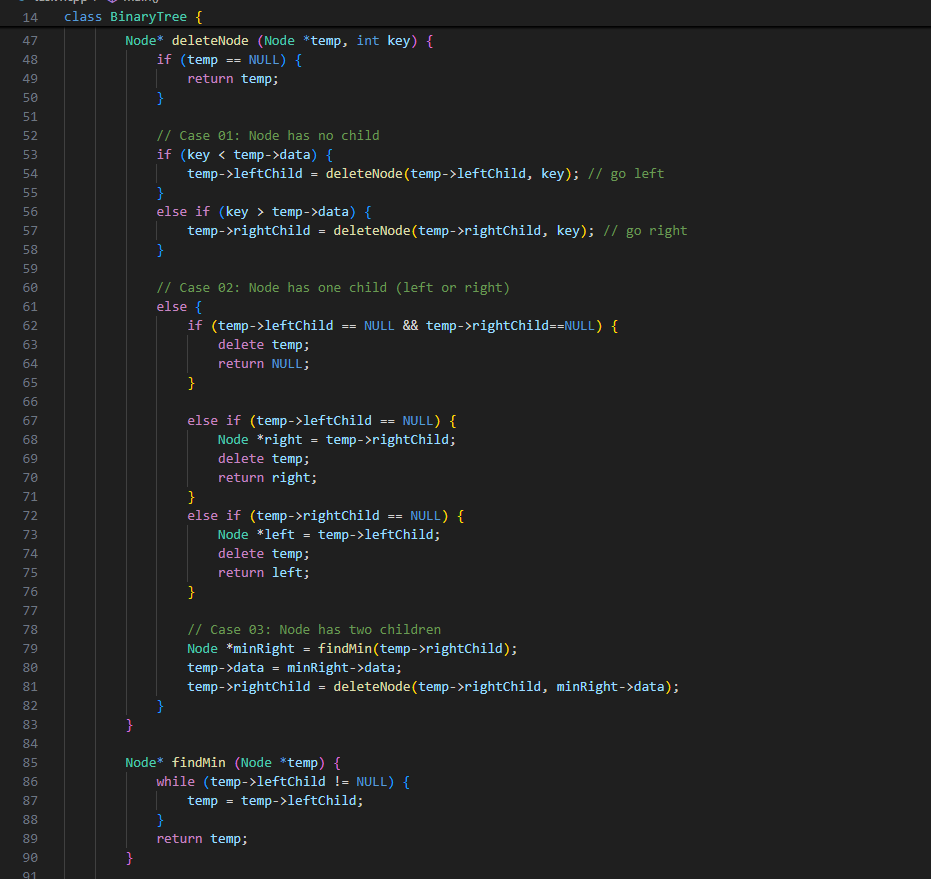 14 class BinaryTree {
47 Node* deleteNode (Node *temp, int key) {
48 if (temp == NULL) {
49 return temp;
50 }
51
52 // Case 01: Node has no child
53 if (key < temp->data) {
54 temp->leftChild = deleteNode(temp->leftChild, key); // go left
55 }
56 else if (key > temp->data) {
57 temp->rightChild = deleteNode(temp->rightChild, key); // go right
58 }
59
60 // Case 02: Node has one child (left or right)
61 else {
62 if (temp->leftChild == NULL && temp->rightChild==NULL) {
63 delete temp;
64 return NULL;
65 }
66
67 else if (temp->leftChild == NULL) {
68 Node *right = temp->rightChild;
69 delete temp;
70 return right;
71 }
72 else if (temp->rightChild == NULL) {
73 Node *left = temp->leftChild;
74 delete temp;
75 return left;
76 }
77
78 // Case 03: Node has two children
79 Node *minRight = findMin(temp->rightChild);
80 temp->data = minRight->data;
81 temp->rightChild = deleteNode(temp->rightChild, minRight->data);
82 }
83 }
84
85 Node* findMin (Node *temp) {
86 while (temp->leftChild != NULL) {
87 temp = temp->leftChild;
88 }
89 return temp;
90 }
91